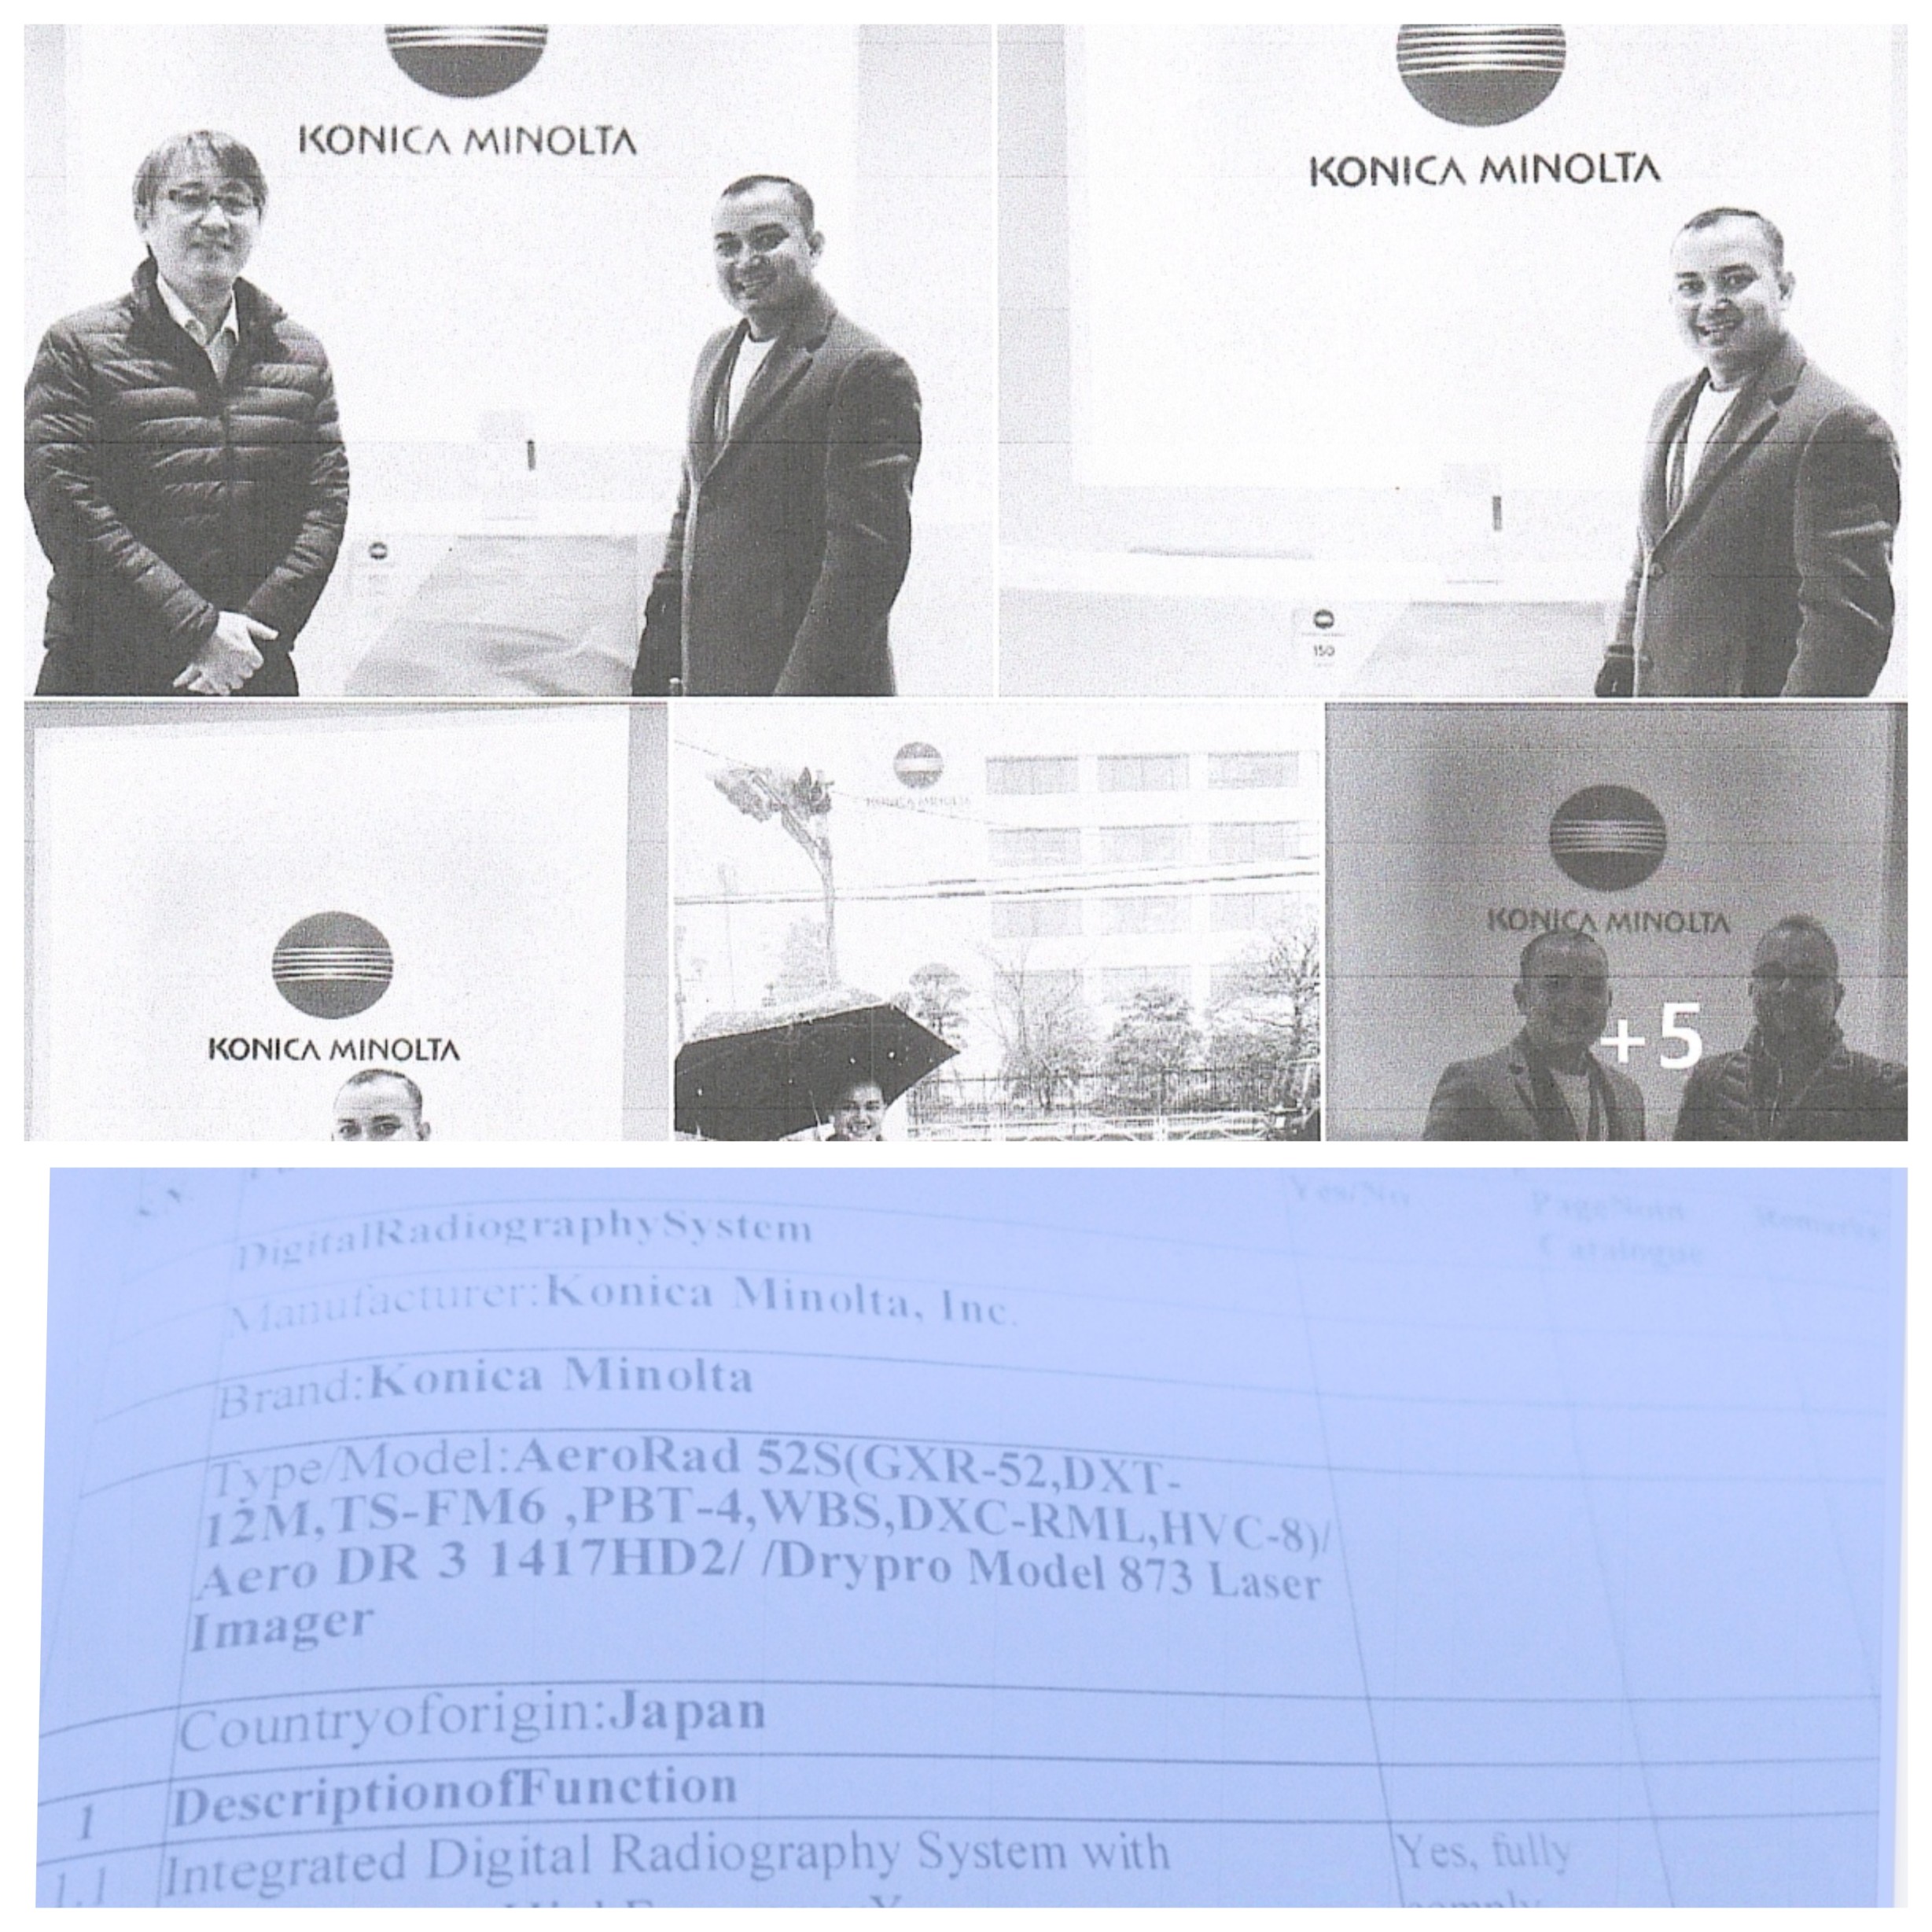 KONICA MINOLTA
KONICA MINOLTA
150
KONICA MINOLTA
KONICA MINOLTA
KONICA MINOLTA
+5
Yes/No
PageNoin
Catalogue
Remarks
DigitalRadiographySystem
Manufacturer:Konica Minolta, Inc.
Brand:Konica Minolta
Type/Model:AeroRad 52S(GXR-52,DXT-
12M,TS-FM6 ,PBT-4,WBS,DXC-RML,HVC-8)/
Aero DR 3 1417HD2/ /Drypro Model 873 Laser
Imager
Countryoforigin:Japan
1 DescriptionofFunction
1.1 Integrated Digital Radiography System with Yes, fully
comply